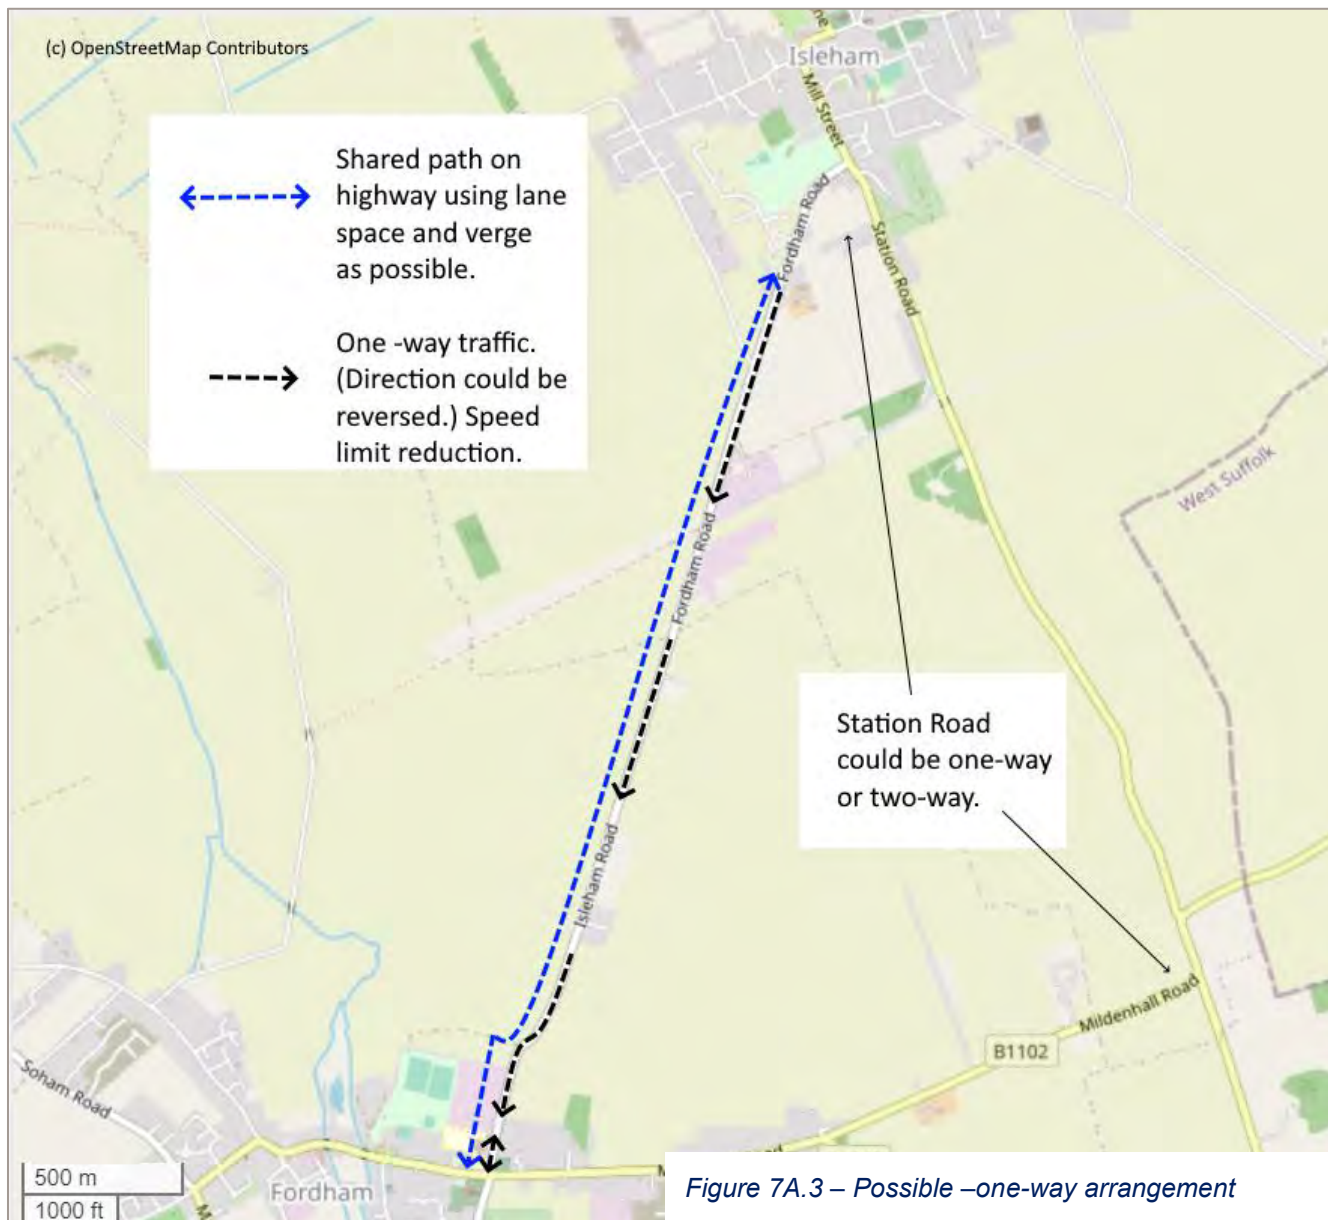 (c) OpenStreetMap Contributors
ne
Isleham
Mill Street
Shared path on
highway using lane
space and verge
as possible.
Fordham Road
Station Road
One -way traffic.
(Direction could be
reversed.) Speed
limit reduction.
West Suffolk
Fordham Road
Station Road
could be one-way
or two-way.
Isleham Road
Mildenhall Road
B1102
Soham Road
M
M
ad
500 m
1000 ft
Fordham
Figure 7A.3 – Possible –one-way arrangement